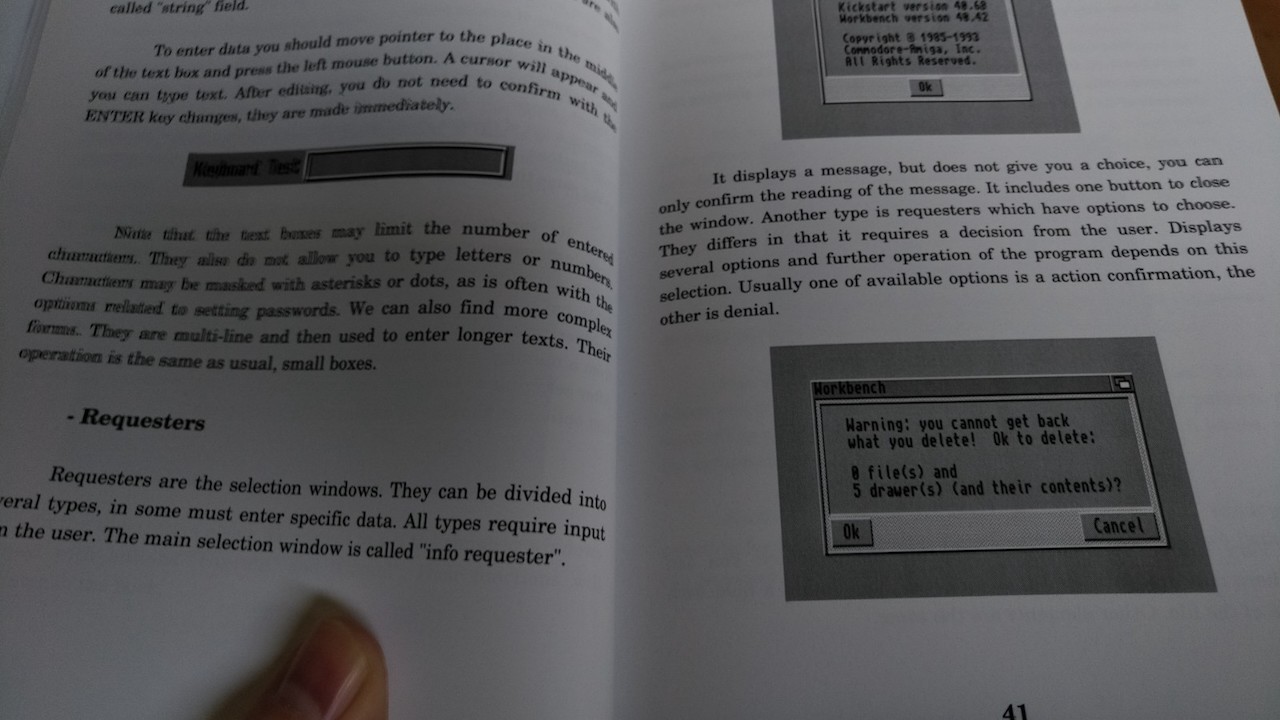 called "string" field.
To enter data you should move pointer to the place in the middle
of the text box and press the left mouse button. A cursor will appear and
you can type text. After editing, you do not need to confirm with the
ENTER key changes, they are made immediately.
Keyboard Test
Note that the text boxes may limit the number of entered
characters. They also do not allow you to type letters or numbers.
Characters may be masked with asterisks or dots, as is often with the
options related to setting passwords. We can also find more complex
forms. They are multi-line and then used to enter longer texts. Their
operation is the same as usual, small boxes.
- Requesters
Requesters are the selection windows. They can be divided into
veral types, in some must enter specific data. All types require input
the user. The main selection window is called "info requester".
Kickstart version 40.68
Workbench version 40.42
Copyright © 1985-1993
Commodore-Amiga, Inc.
All Rights Reserved.
Ok
It displays a message, but does not give you a choice, you can
only confirm the reading of the message. It includes one button to close
the window. Another type is requesters which have options to choose.
They differs in that it requires a decision from the user. Displays
several options and further operation of the program depends on this
selection. Usually one of available options is a action confirmation, the
other is denial.
Workbench
Warning: you cannot get back
what you delete! Ok to delete:
0 file(s) and
5 drawer(s) (and their contents)?
Ok
Cancel
41